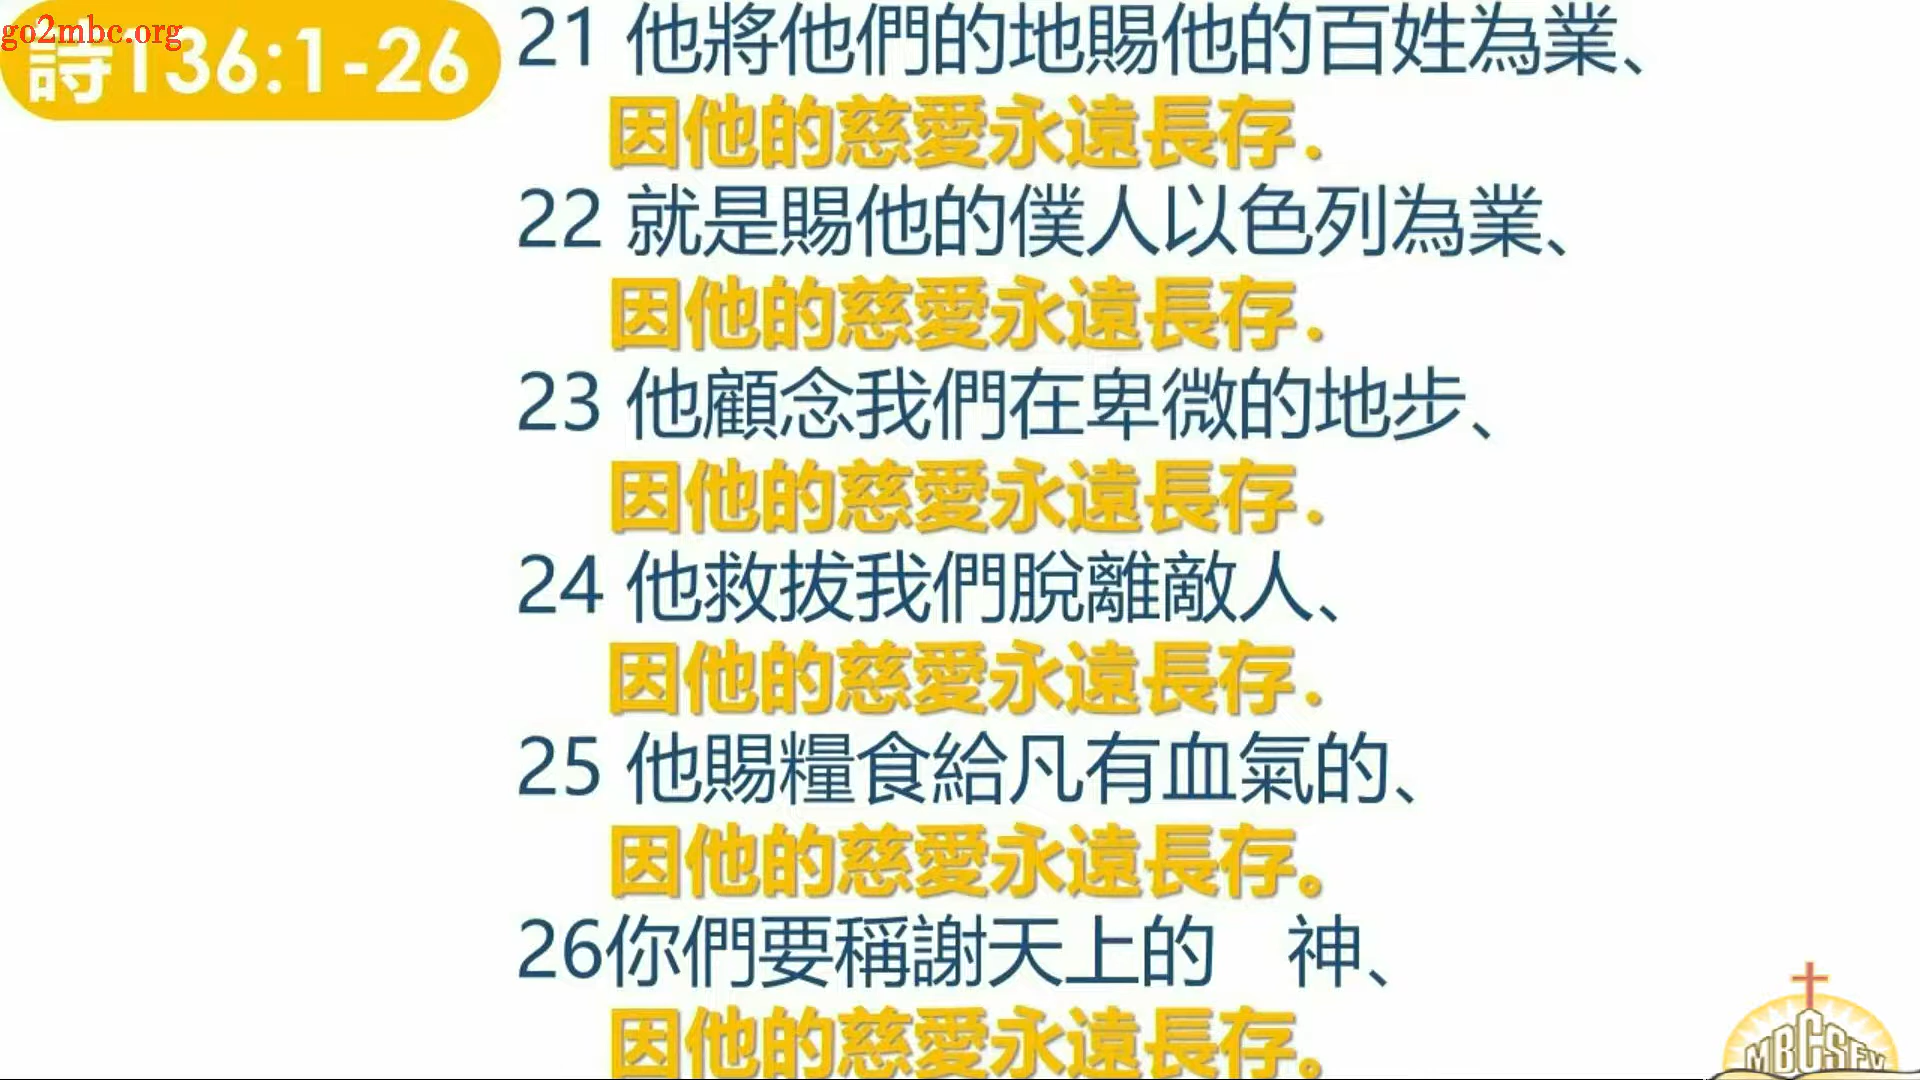 go2mbc.org
詩136:1-26
21 他將他們的地賜他的百姓為業、
因他的慈愛永遠長存．
22 就是賜他的僕人以色列為業、
因他的慈愛永遠長存．
23 他顧念我們在卑微的地步、
因他的慈愛永遠長存．
24 他救拔我們脫離敵人、
因他的慈愛永遠長存．
25 他賜糧食給凡有血氣的、
因他的慈愛永遠長存。
26你們要稱謝天上的　神、
因他的慈愛永遠長存。
MBCSFV